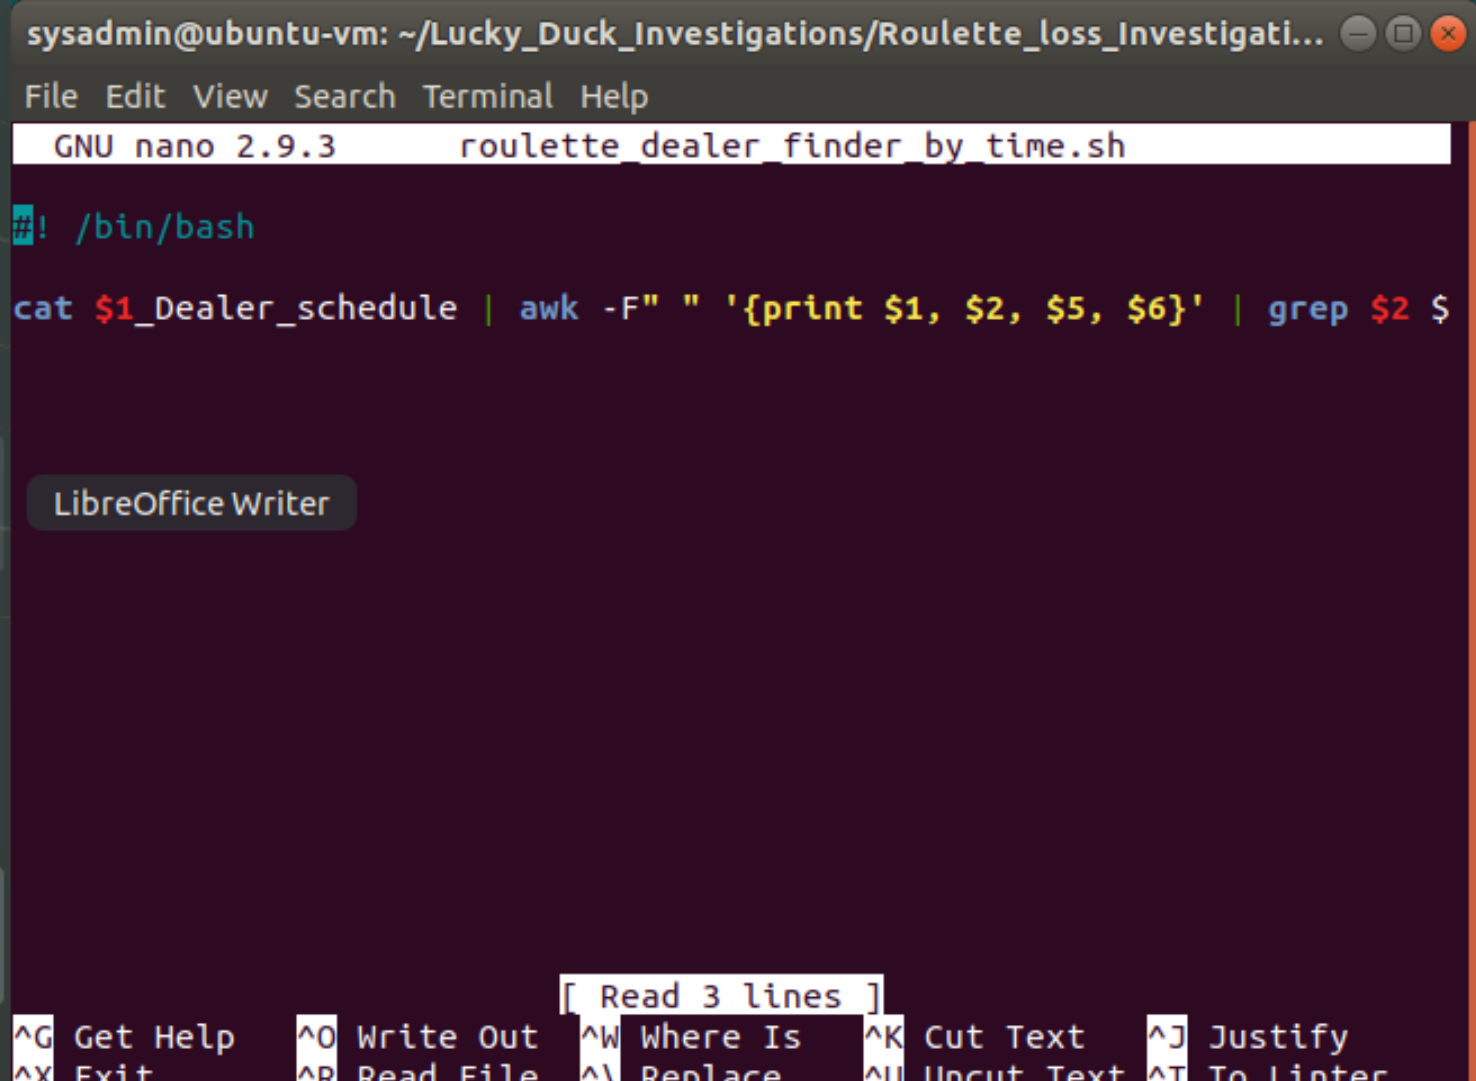 sysadmin@ubuntu-vm: ~/Lucky_Duck_Investigations/Roulette_loss_Investigati...
File Edit View Search Terminal Help
GNU nano 2.9.3 roulette_dealer_finder_by_time.sh
#! /bin/bash
cat $1_Dealer_schedule | awk -F" " '{print $1, $2, $5, $6}' | grep $2 $
LibreOffice Writer
[ Read 3 lines ]
^G Get Help ^O Write Out ^W Where Is ^K Cut Text ^J Justify
^X Exit ^R Read File ^\ Replace ^U Uncut Text ^T To Linter